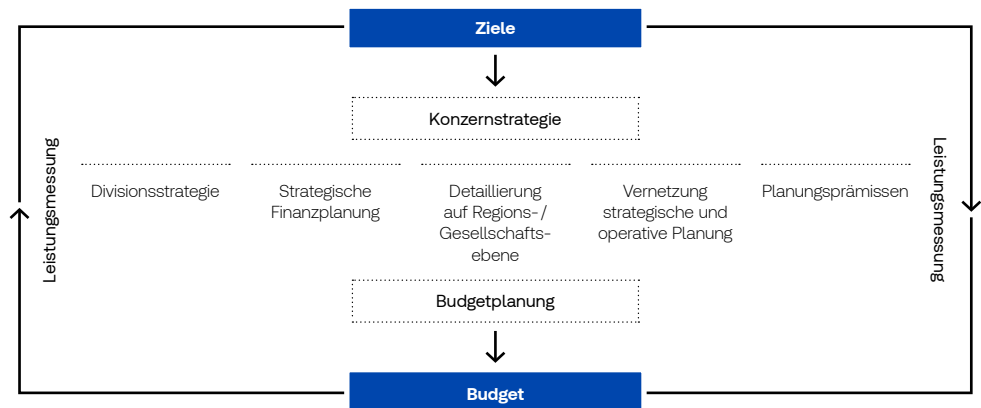 Ziele
Konzernstrategie
Leistungsmessung
Leistungsmessung
Divisionsstrategie
Strategische
Finanzplanung
Detaillierung
auf Regions- /
Gesellschafts-
ebene
Vernetzung
strategische und
operative Planung
Planungsprämissen
Budgetplanung
Budget